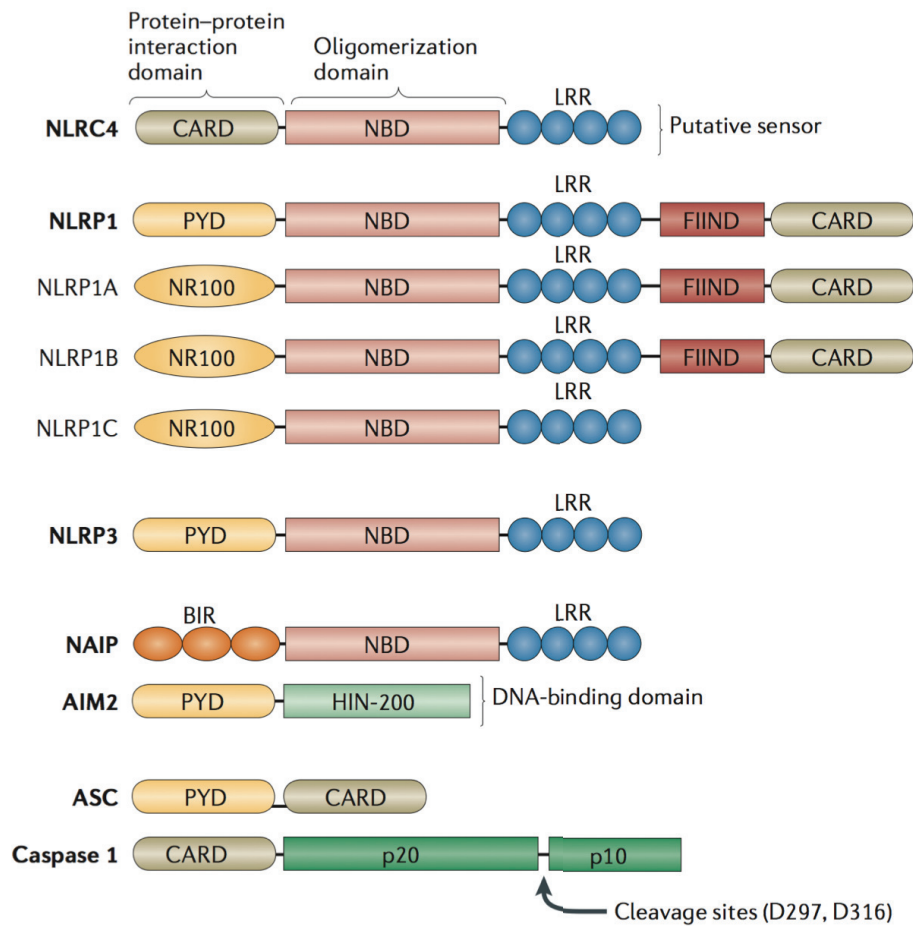 Protein–protein
interaction
domain
Oligomerization
domain
LRR
NLRC4 CARD NBD Putative sensor
LRR
NLRP1 PYD NBD FIIND CARD
LRR
NLRP1A NR100 NBD FIIND CARD
LRR
NLRP1B NR100 NBD FIIND CARD
LRR
NLRP1C NR100 NBD
LRR
NLRP3 PYD NBD
BIR LRR
NAIP NBD
AIM2 PYD HIN-200 DNA-binding domain
ASC PYD CARD
Caspase 1 CARD p20 p10
Cleavage sites (D297, D316)